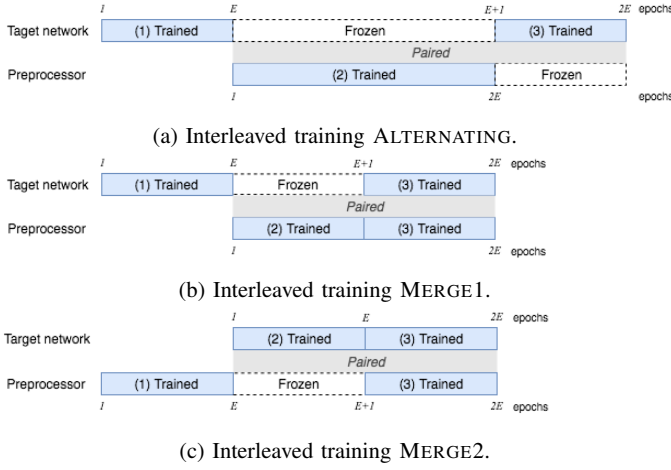 1 E E+1 2E epochs
Taget network (1) Trained Frozen (3) Trained
Paired
Preprocessor (2) Trained Frozen
1 2E epochs
(a) Interleaved training ALTERNATING.
1 E E+1 2E epochs
Taget network (1) Trained Frozen (3) Trained
Paired
Preprocessor (2) Trained (3) Trained
1 2E epochs
(b) Interleaved training MERGE1.
1 E 2E epochs
Target network (2) Trained (3) Trained
Paired
Preprocessor (1) Trained Frozen (3) Trained
1 E E+1 2E epochs
(c) Interleaved training MERGE2.